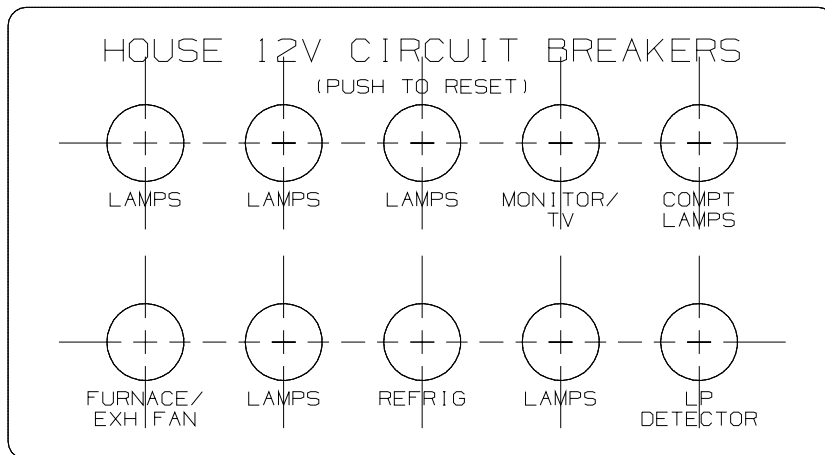 HOUSE 12V CIRCUIT BREAKERS
(PUSH TO RESET)
LAMPS LAMPS LAMPS MONITOR/ COMPT
TV LAMPS
FURNACE/ LAMPS REFRIG LAMPS LP
EXH FAN DETECTOR